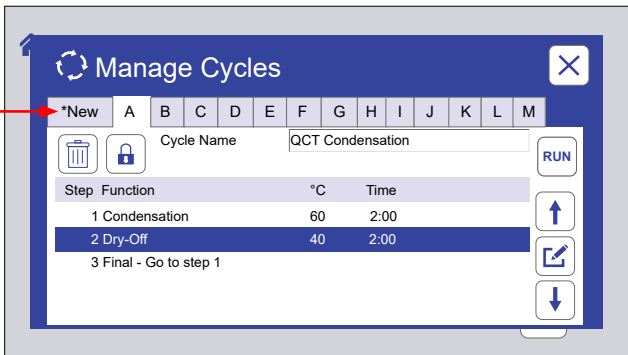 Manage Cycles
*New A B C D E F G H I J K L M
Cycle Name QCT Condensation
RUN
Step Function °C Time
1 Condensation 60 2:00
2 Dry-Off 40 2:00
3 Final - Go to step 1